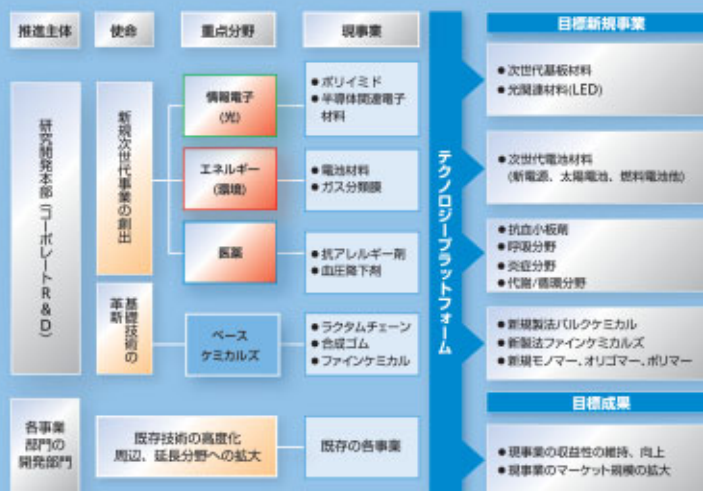 推進主体
使命
重点分野
現事業
目標新規事業
研究開発本部(コーポレートR&D)
新規次世代事業の創出
情報電子
(光)
●ポリイミド
●半導体関連電子
材料
●次世代基板材料
●光関連材料(LED)
エネルギー
(環境)
●電池材料
●ガス分離膜
●次世代電池材料
(新電源、太陽電池、燃料電池他)
医薬
●抗アレルギー剤
●血圧降下剤
●抗血小板剤
●呼吸分野
●炎症分野
●代謝/循環分野
基礎技術の
革新
ベース
ケミカルズ
●ラクタムチェーン
●合成ゴム
●ファインケミカル
●新規製法バルクケミカル
●新製法ファインケミカルズ
●新規モノマー、オリゴマー、ポリマー
テクノロジープラットフォーム
各事業
部門の
開発部門
既存技術の高度化
周辺、延長分野への拡大
既存の各事業
目標成果
●現事業の収益性の維持、向上
●現事業のマーケット規模の拡大